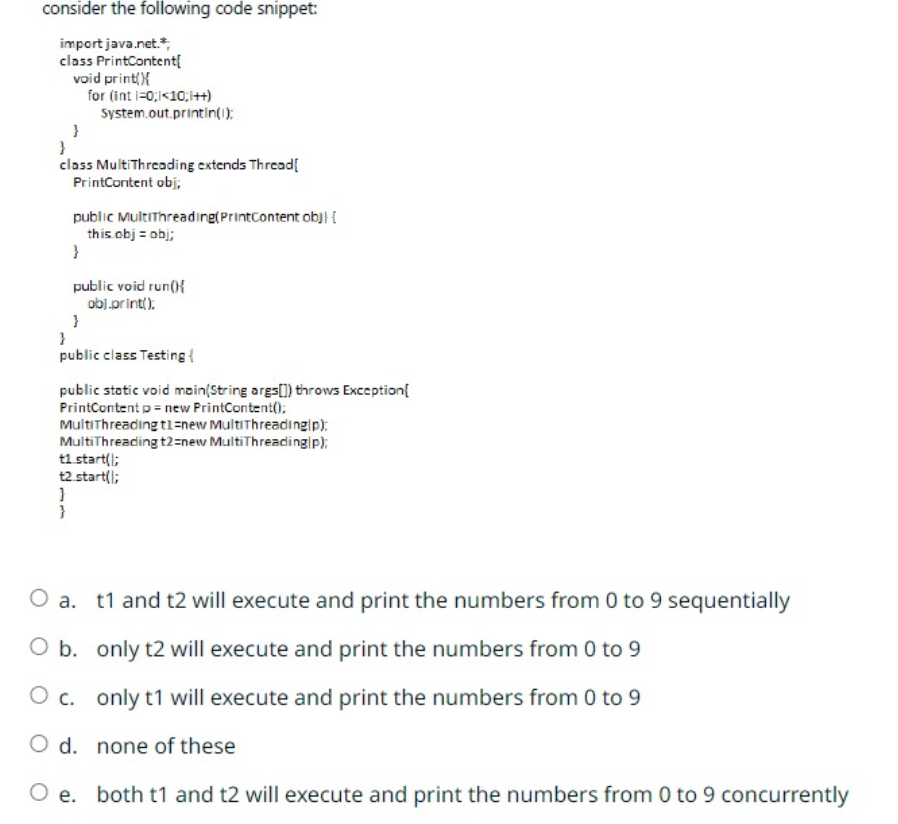 consider the following code snippet:
import java.net.*;
class PrintContent{
void print(){
for (int i=0;i<10;i++)
System.out.println(i);
}
}
class MultiThreading extends Thread{
PrintContent obj;
public MultiThreading(PrintContent obj) {
this.obj = obj;
}
public void run(){
obj.print();
}
}
public class Testing {
public static void main(String args[]) throws Exception{
PrintContent p = new PrintContent();
MultiThreading t1=new MultiThreading(p);
MultiThreading t2=new MultiThreading(p);
t1.start();
t2.start();
}
}
a. t1 and t2 will execute and print the numbers from 0 to 9 sequentially
b. only t2 will execute and print the numbers from 0 to 9
c. only t1 will execute and print the numbers from 0 to 9
d. none of these
e. both t1 and t2 will execute and print the numbers from 0 to 9 concurrently